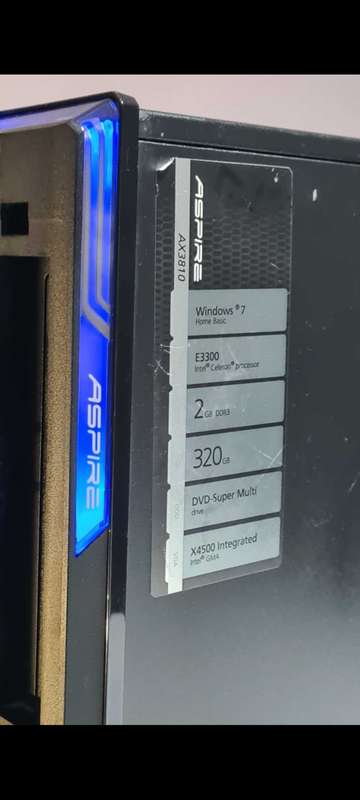 ASPIRE
AX3810
Windows® 7
Home Basic
E3300
Intel® Celeron® processor
2 GB DDR3
320 GB
DVD-Super Multi
drive
X4500 Integrated
Intel® GMA
VGA
ASPIRE